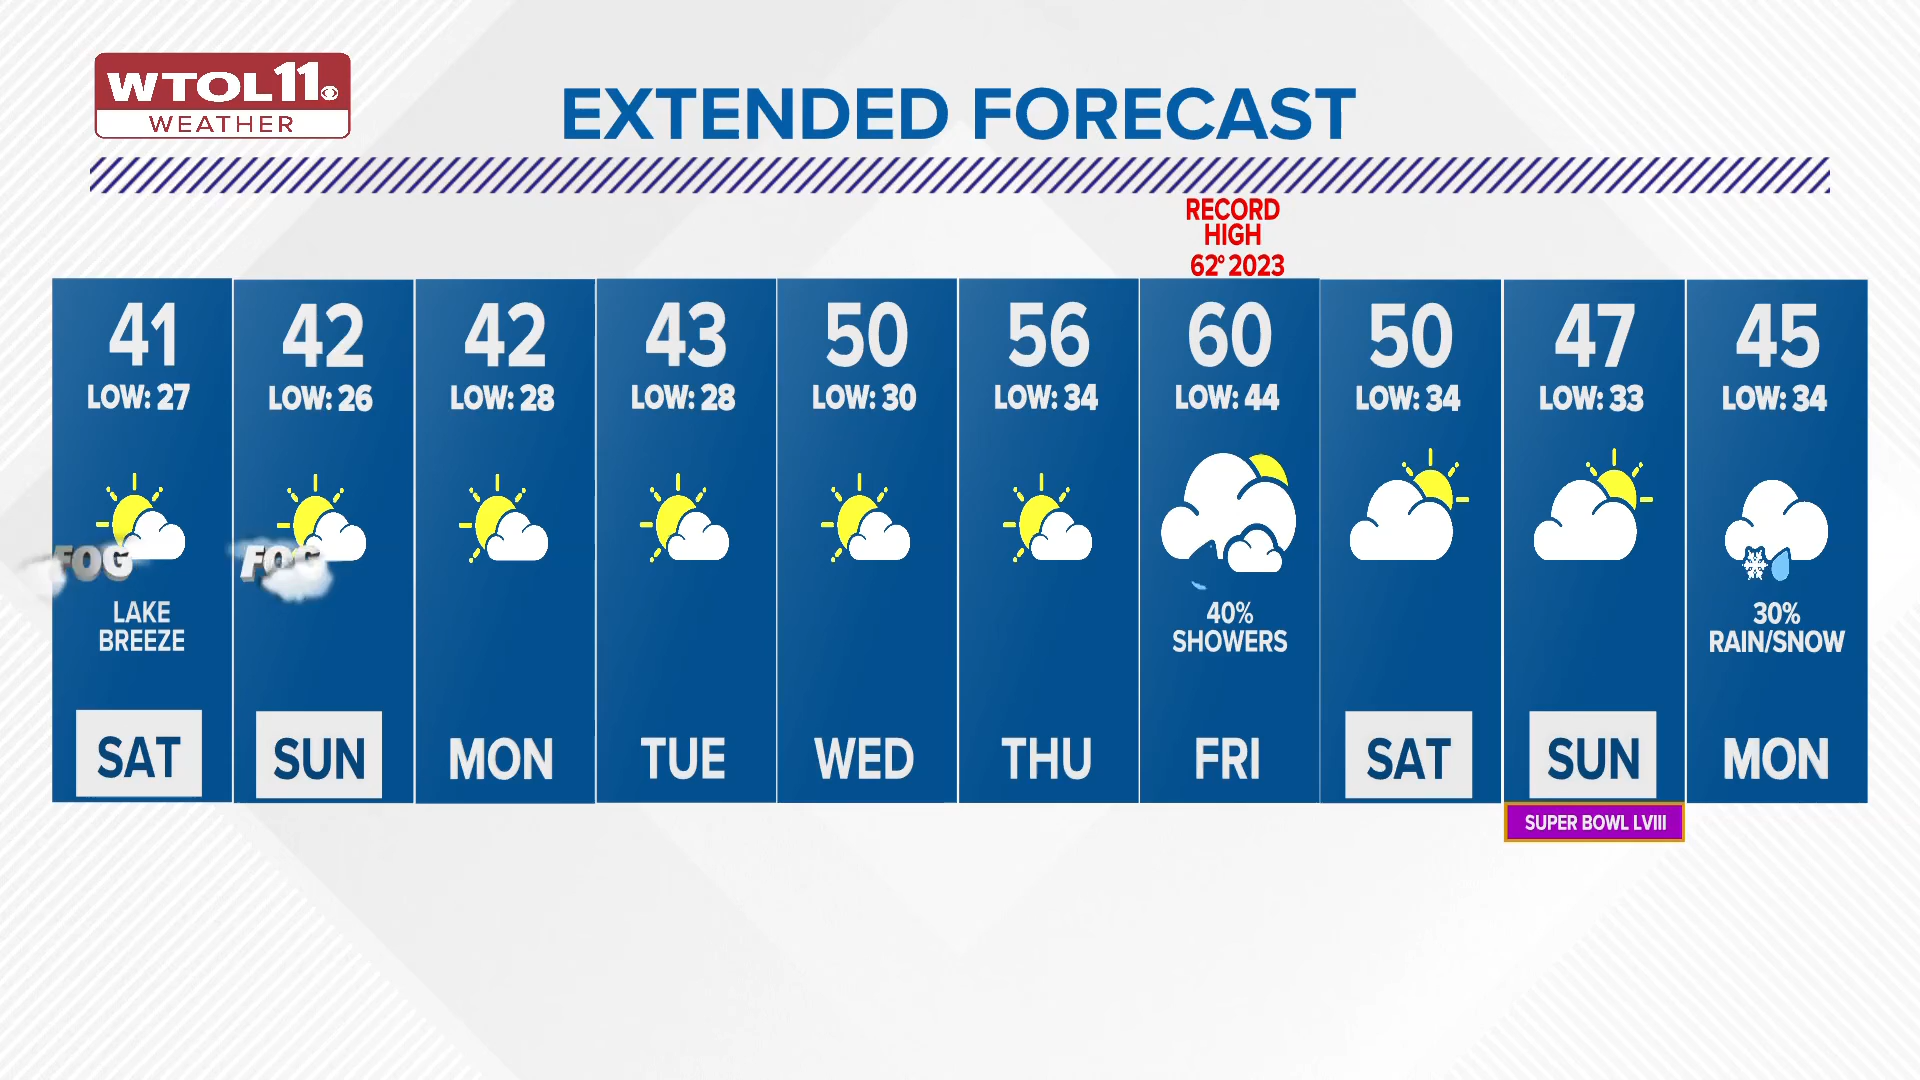 WTOL 11
WEATHER
EXTENDED FORECAST
RECORD
HIGH
62° 2023
41
LOW: 27
FOG
LAKE
BREEZE
SAT
42
LOW: 26
FOG
SUN
42
LOW: 28
MON
43
LOW: 28
TUE
50
LOW: 30
WED
56
LOW: 34
THU
60
LOW: 44
40%
SHOWERS
FRI
50
LOW: 34
SAT
47
LOW: 33
SUN
SUPER BOWL LVIII
45
LOW: 34
30%
RAIN/SNOW
MON